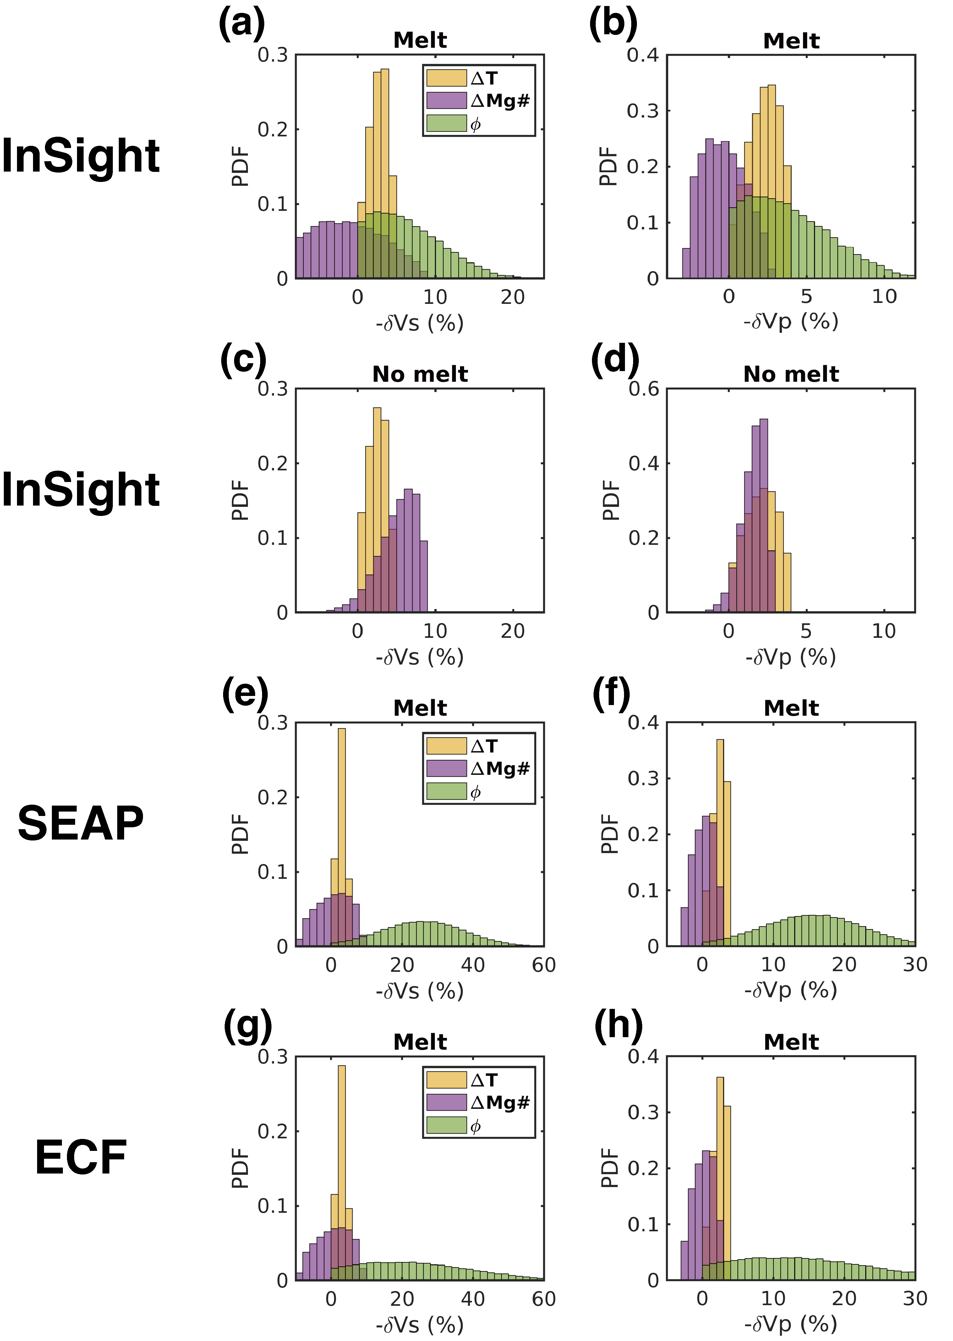 (a)
(b)
Melt
Melt
InSight
0.3
0.2
0.1
0
PDF
ΔT
ΔMg#
ϕ
0 10 20
-δVs (%)
0.4
0.3
0.2
0.1
0
PDF
0 5 10
-δVp (%)
(c)
(d)
No melt
No melt
InSight
0.3
0.2
0.1
0
PDF
0 10 20
-δVs (%)
0.6
0.4
0.2
0
PDF
0 5 10
-δVp (%)
(e)
(f)
Melt
Melt
SEAP
0.3
0.2
0.1
0
PDF
ΔT
ΔMg#
ϕ
0 20 40 60
-δVs (%)
0.4
0.3
0.2
0.1
0
PDF
0 10 20 30
-δVp (%)
(g)
(h)
Melt
Melt
ECF
0.3
0.2
0.1
0
PDF
ΔT
ΔMg#
ϕ
0 20 40 60
-δVs (%)
0.4
0.3
0.2
0.1
0
PDF
0 10 20 30
-δVp (%)